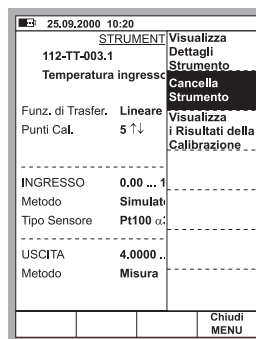 25.09.2000 10:20
STRUMENT
112-TT-003.1
Temperatura ingresso
Funz. di Trasfer. Lineare
Punti Cal. 5 ↑↓
INGRESSO 0.00 ... 1
Metodo Simulat
Tipo Sensore Pt100 α:
USCITA 4.0000 ..
Metodo Misura
Visualizza
Dettagli
Strumento
Cancella
Strumento
Visualizza
i Risultati della
Calibrazione
Chiudi
MENU